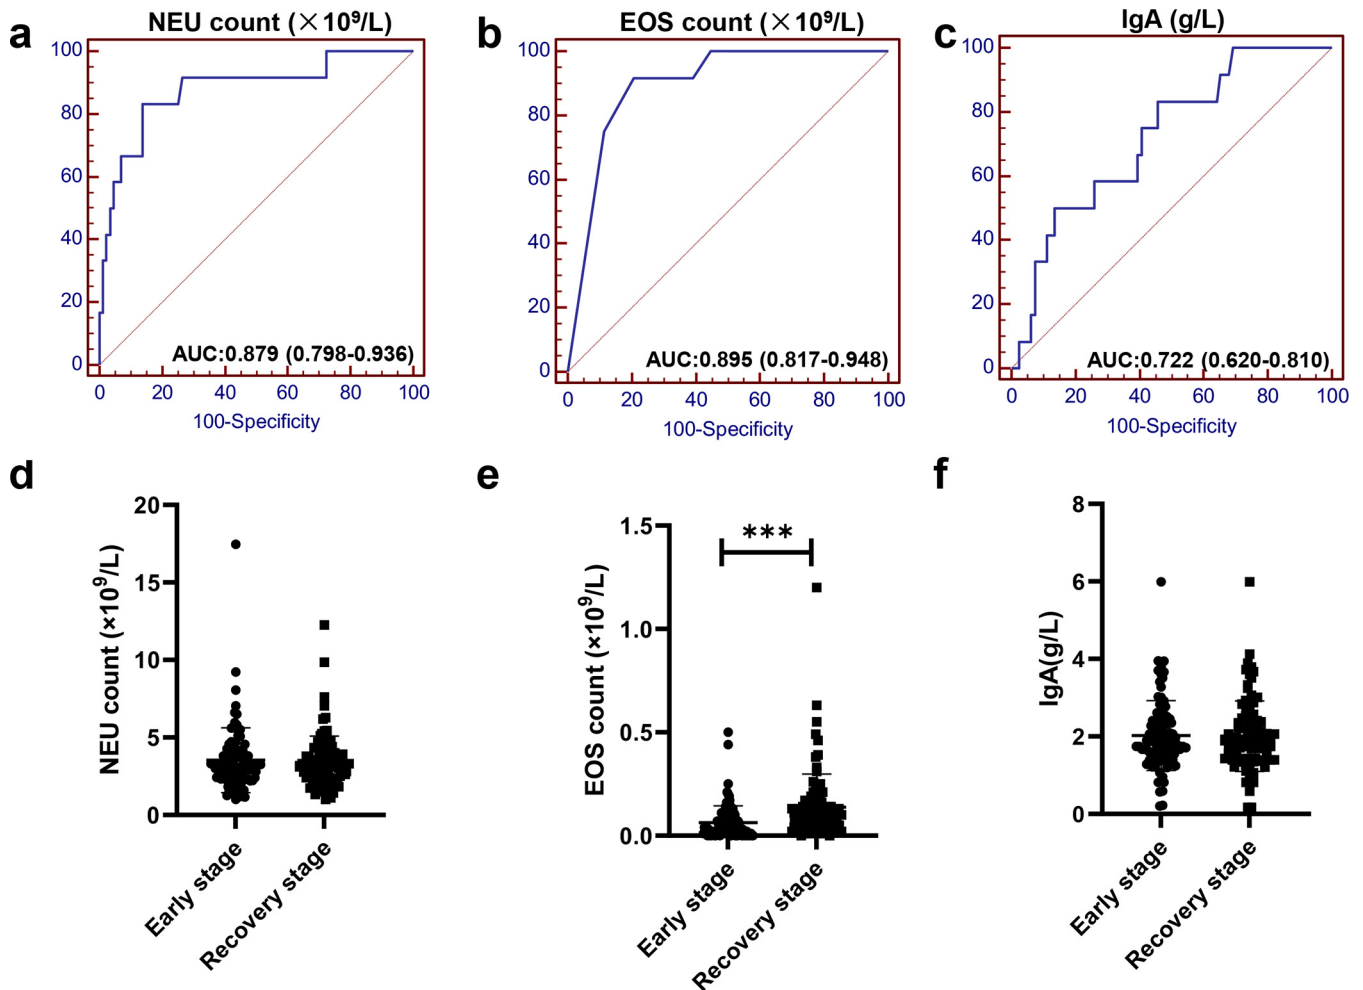 a
NEU count (×10⁹/L)
100
80
60
40
20
0
AUC:0.879 (0.798-0.936)
0 20 40 60 80 100
100-Specificity
b
EOS count (×10⁹/L)
100
80
60
40
20
0
AUC:0.895 (0.817-0.948)
0 20 40 60 80 100
100-Specificity
c
IgA (g/L)
100
80
60
40
20
0
AUC:0.722 (0.620-0.810)
0 20 40 60 80 100
100-Specificity
d
NEU count (×10⁹/L)
20
15
10
5
0
Early stage
Recovery stage
e
EOS count (×10⁹/L)
1.5
1.0
0.5
0.0
***
Early stage
Recovery stage
f
IgA(g/L)
8
6
4
2
0
Early stage
Recovery stage